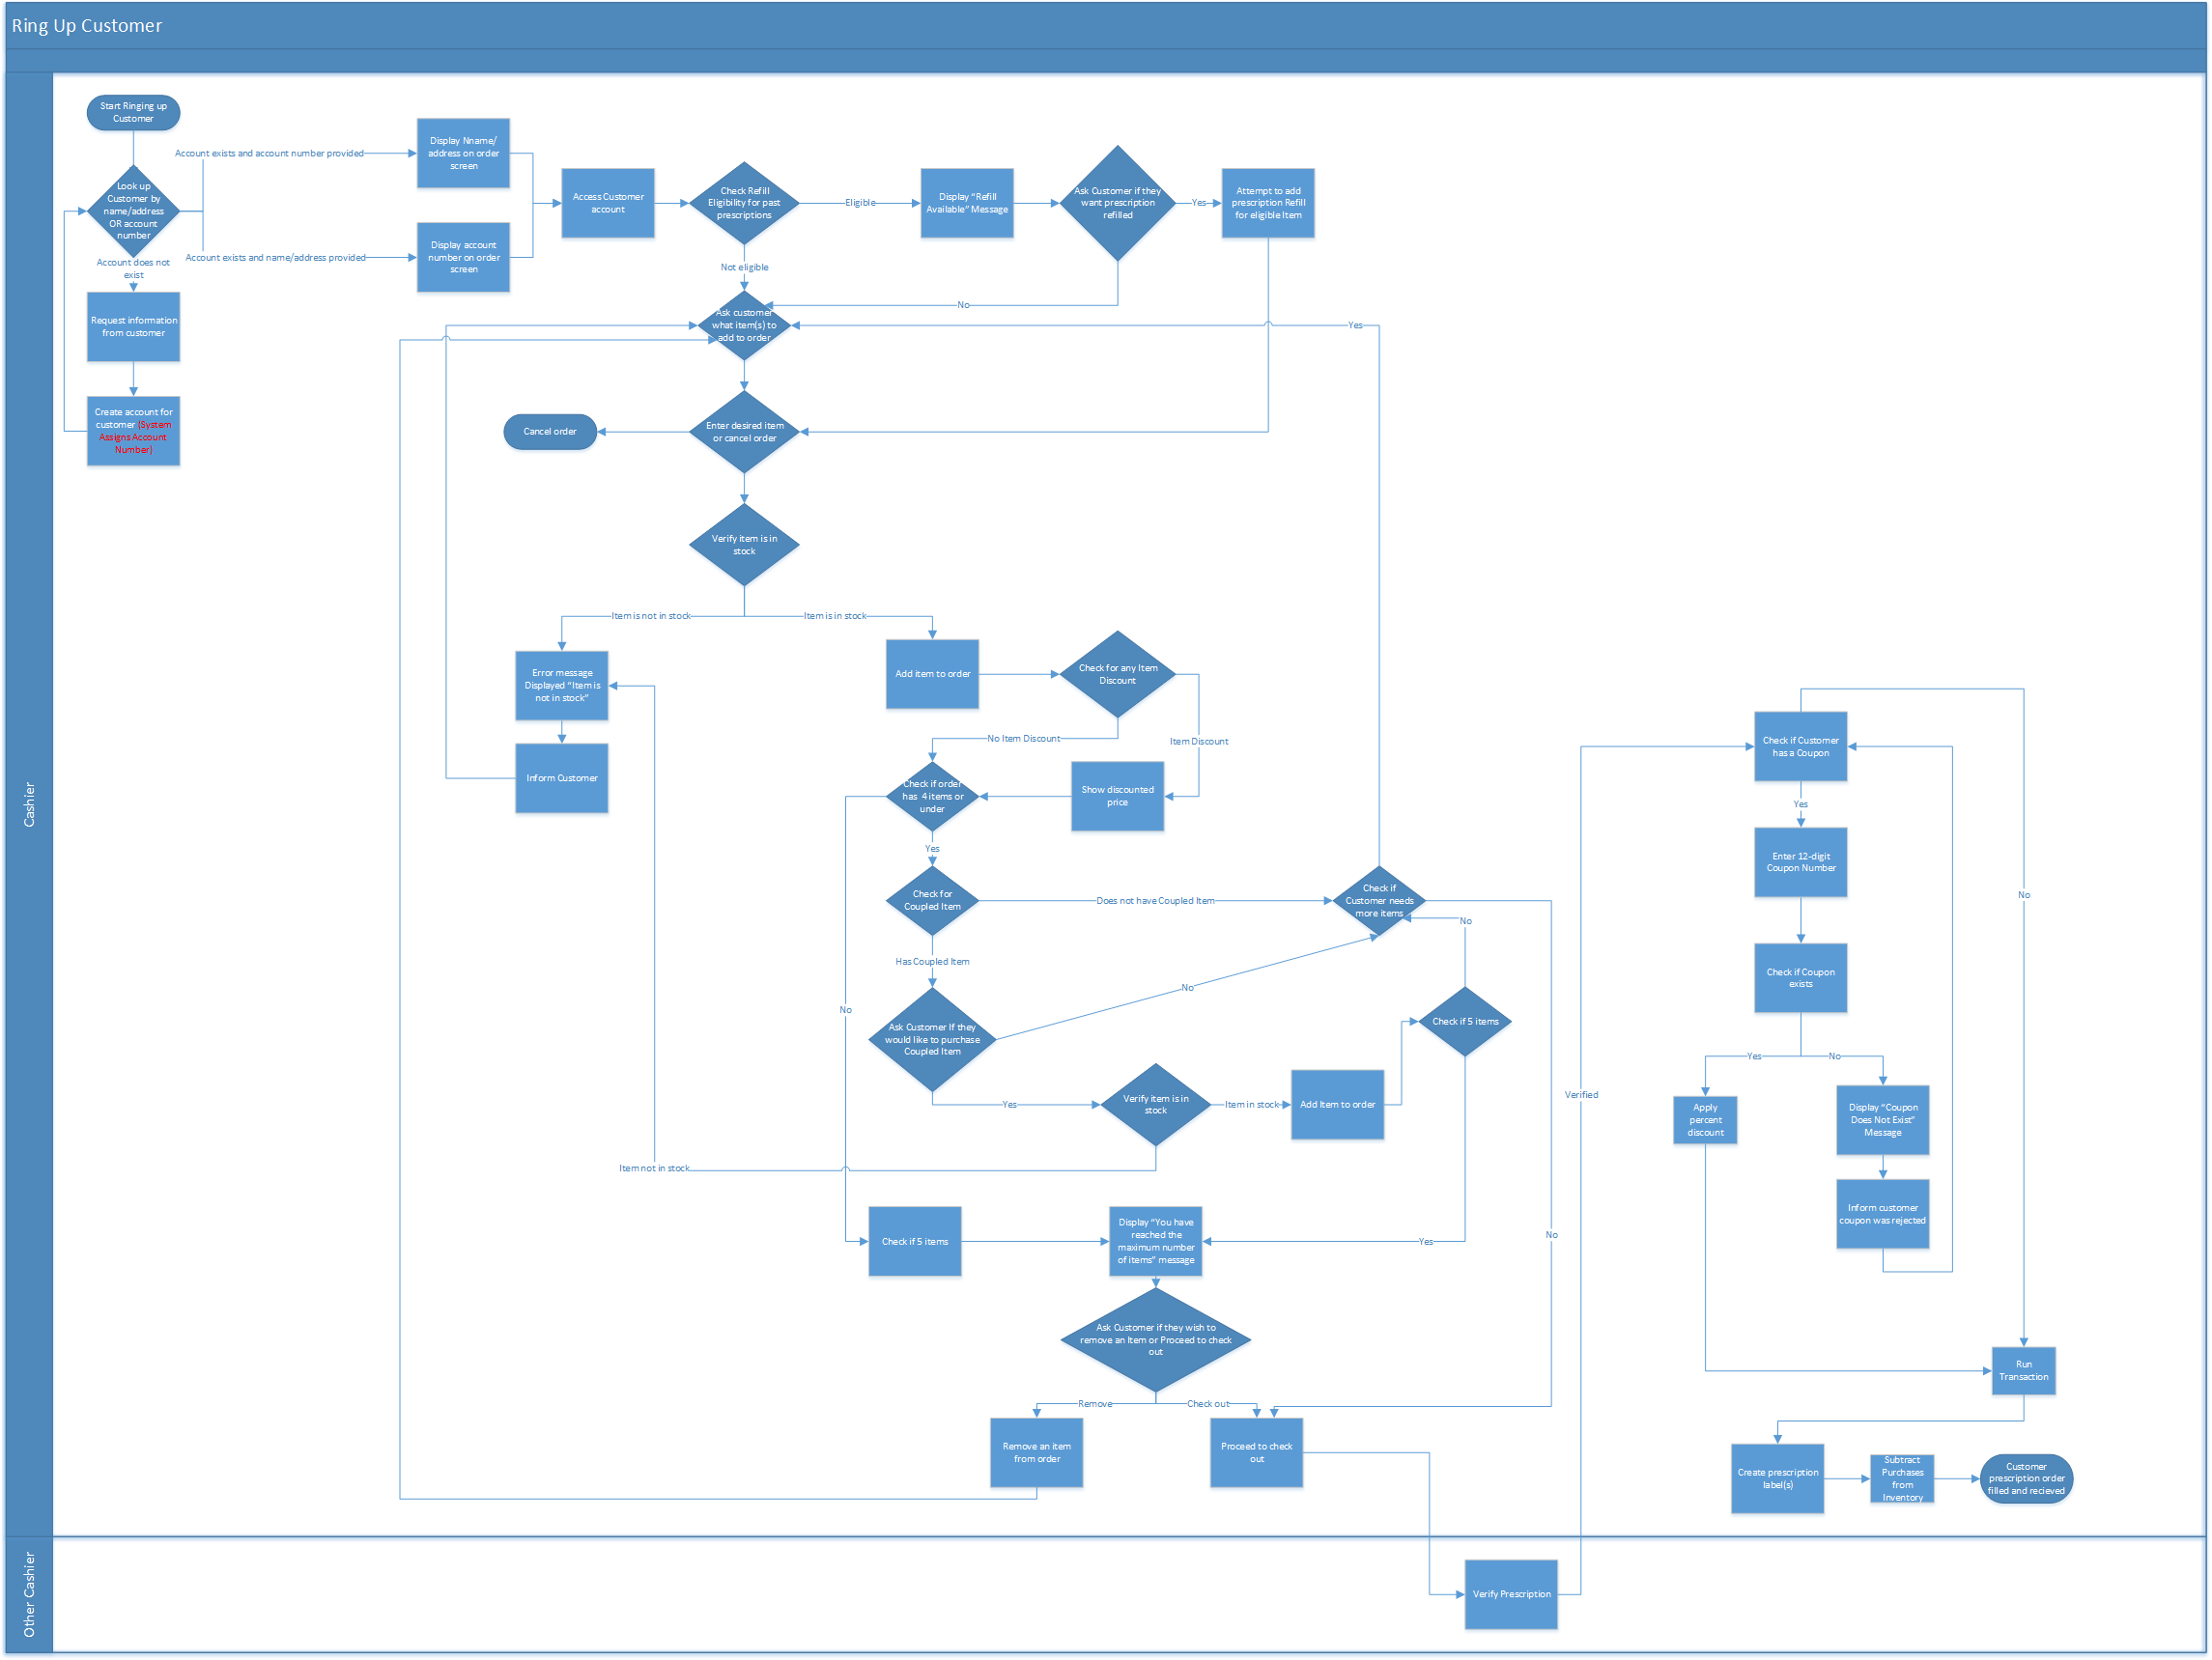 Ring Up Customer
Cashier
Other Cashier
Start Ringing up
Customer
Look up
Customer by
name/address
OR account
number
Account exists and account number provided
Account exists and name/address provided
Account does not
exist
Request information
from customer
Create account for
customer (System
Assigns Account
Number)
Display Nname/
address on order
screen
Display account
number on order
screen
Access Customer
account
Check Refill
Eligibility for past
prescriptions
Eligible
Not eligible
Display "Refill
Available" Message
Ask Customer if they
want prescription
refilled
Yes
No
Attempt to add
prescription Refill
for eligible Item
Ask customer
what item(s) to
add to order
Yes
Enter desired item
or cancel order
Cancel order
Verify item is in
stock
Item is not in stock
Item is in stock
Error message
Displayed "Item is
not in stock"
Inform Customer
Add item to order
Check for any Item
Discount
No Item Discount
Item Discount
Show discounted
price
Check if order
has 4 items or
under
Yes
No
Check for
Coupled Item
Does not have Coupled Item
Has Coupled Item
Check if
Customer needs
more items
No
No
Ask Customer If they
would like to purchase
Coupled Item
No
Yes
Verify item is in
stock
Item in stock
Item not in stock
Add Item to order
Check if 5 items
Yes
Check if 5 items
Display "You have
reached the
maximum number
of items" message
Ask Customer if they wish to
remove an Item or Proceed to check
out
Remove
Check out
Remove an item
from order
Proceed to check
out
Verify Prescription
Verified
Check if Customer
has a Coupon
Yes
No
Enter 12-digit
Coupon Number
Check if Coupon
exists
Yes
No
Apply
percent
discount
Display "Coupon
Does Not Exist"
Message
Inform customer
coupon was rejected
Run
Transaction
Create prescription
label(s)
Subtract
Purchases
from
Inventory
Customer
prescription order
filled and recieved